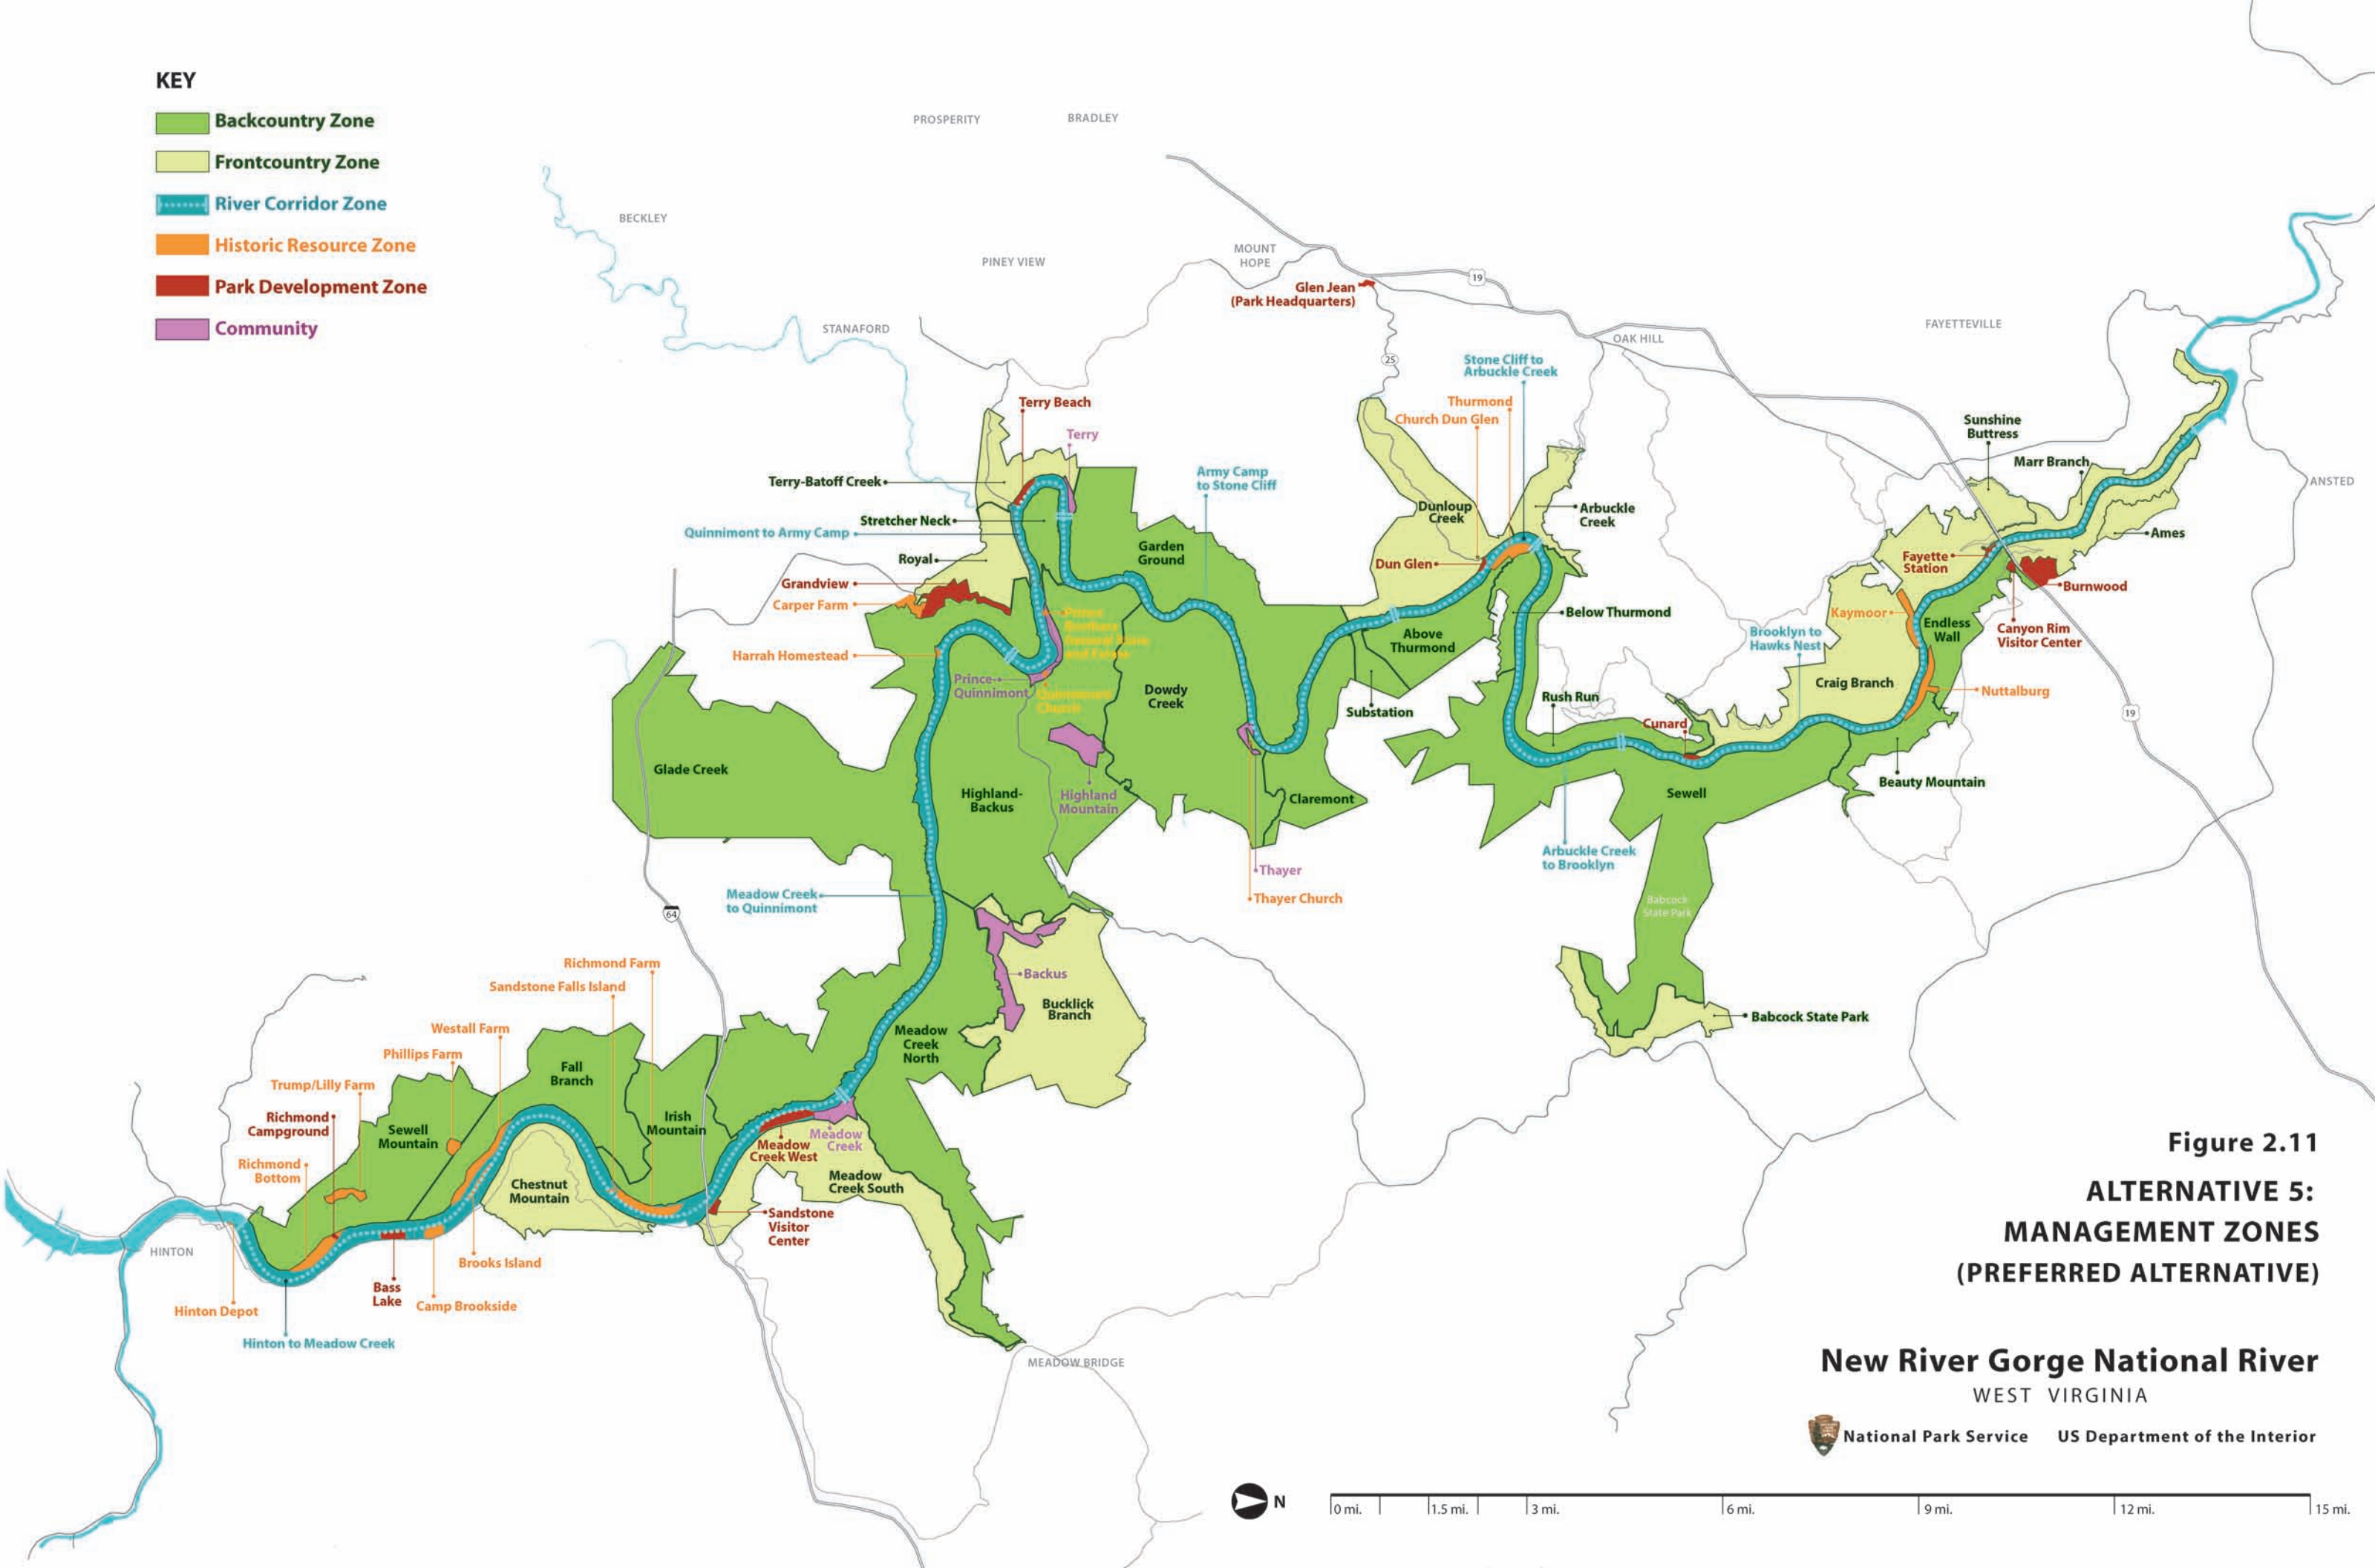 KEY
Backcountry Zone
Frontcountry Zone
River Corridor Zone
Historic Resource Zone
Park Development Zone
Community
PROSPERITY
BRADLEY
BECKLEY
PINEY VIEW
MOUNT
HOPE
Glen Jean
(Park Headquarters)
19
STANAFORD
FAYETTEVILLE
OAK HILL
25
Stone Cliff to
Arbuckle Creek
Terry Beach
Thurmond
Church Dun Glen
Terry
Sunshine
Buttress
Marr Branch
Army Camp
to Stone Cliff
Terry-Batoff Creek
ANSTED
Dunloup
Creek
Arbuckle
Creek
Stretcher Neck
Quinnimont to Army Camp
Ames
Garden
Ground
Royal
Fayette
Station
Dun Glen
Grandview
Burnwood
Carper Farm
Below Thurmond
Kaymoor
Prince
Brothers
General Store
and
Endless
Wall
Canyon Rim
Visitor Center
Brooklyn to
Hawks Nest
Above
Thurmond
Harrah Homestead
Prince-
Quinnimont
Quinnimont
Church
Craig Branch
Nuttalburg
Dowdy
Creek
Rush Run
Substation
19
Cunard
Glade Creek
Beauty Mountain
Highland-
Backus
Highland
Mountain
Claremont
Sewell
Arbuckle Creek
to Brooklyn
Thayer
Meadow Creek
to Quinnimont
Thayer Church
Babcock
State Park
64
Richmond Farm
Backus
Sandstone Falls Island
Bucklick
Branch
Babcock State Park
Westall Farm
Meadow
Creek
North
Phillips Farm
Fall
Branch
Trump/Lilly Farm
Richmond
Campground
Irish
Mountain
Sewell
Mountain
Meadow
Creek
Meadow
Creek West
Richmond
Bottom
Chestnut
Mountain
Meadow
Creek South
Sandstone
Visitor
Center
HINTON
Brooks Island
Bass
Lake
Camp Brookside
Hinton Depot
Hinton to Meadow Creek
MEADOW BRIDGE
Figure 2.11
ALTERNATIVE 5:
MANAGEMENT ZONES
(PREFERRED ALTERNATIVE)
New River Gorge National River
WEST VIRGINIA
National Park Service US Department of the Interior
N
0 mi. 1.5 mi. 3 mi. 6 mi. 9 mi. 12 mi. 15 mi.